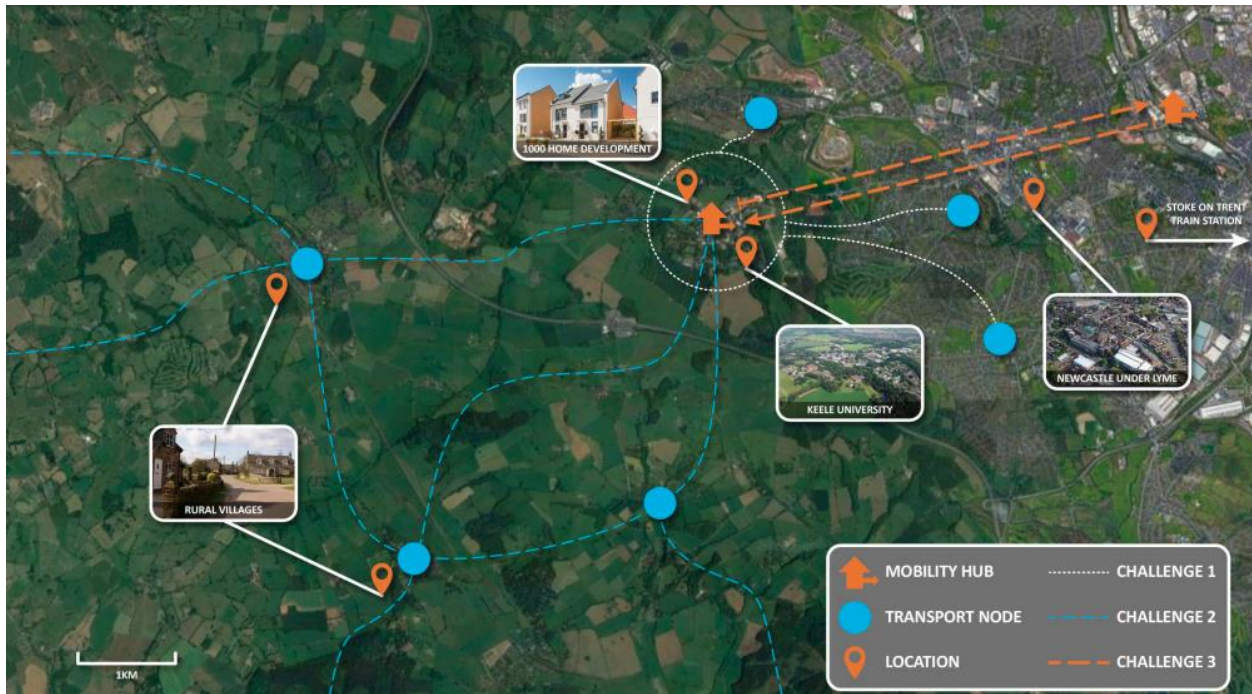 1000 HOME DEVELOPMENT
STOKE ON TRENT
TRAIN STATION
NEWCASTLE UNDER LYME
KEELE UNIVERSITY
RURAL VILLAGES
MOBILITY HUB
CHALLENGE 1
TRANSPORT NODE
CHALLENGE 2
LOCATION
CHALLENGE 3
1KM